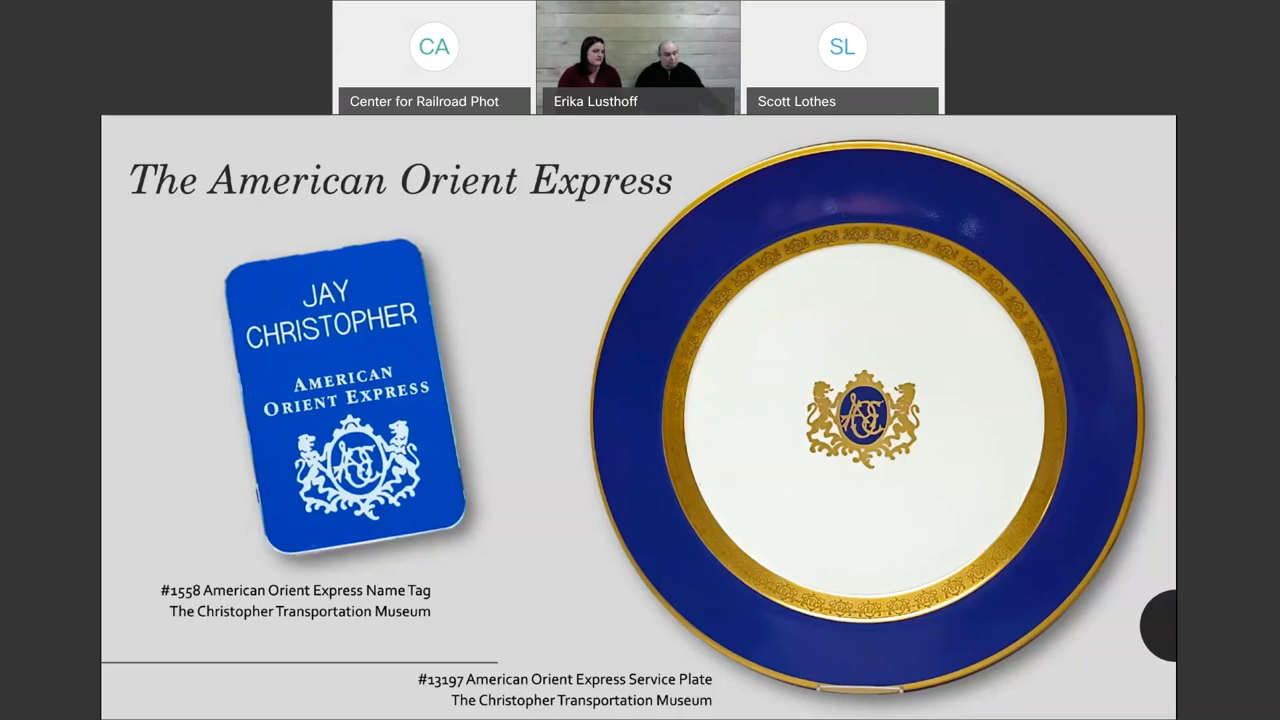 CA
SL
Center for Railroad Phot
Erika Lusthoff
Scott Lothes
The American Orient Express
JAY
CHRISTOPHER
AMERICAN
ORIENT EXPRESS
#1558 American Orient Express Name Tag
The Christopher Transportation Museum
#13197 American Orient Express Service Plate
The Christopher Transportation Museum